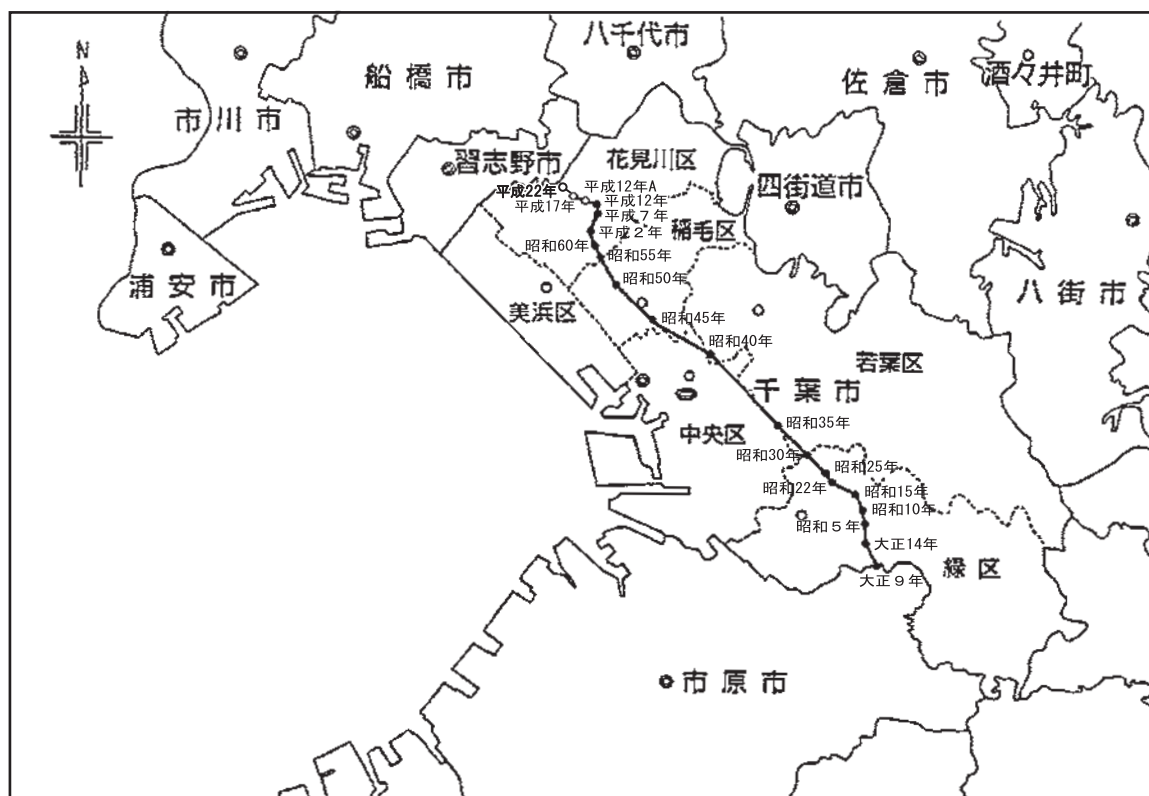 N
八千代市
船橋市
佐倉市
酒々井町
市川市
習志野市
花見川区
四街道市
平成22年
平成12年A
平成12年
平成17年
平成7年
平成2年
稲毛区
昭和60年
昭和55年
昭和50年
浦安市
美浜区
八街市
昭和45年
昭和40年
若葉区
千葉市
昭和35年
中央区
昭和30年
昭和25年
昭和22年
昭和15年
昭和10年
昭和5年
大正14年
緑区
大正9年
市原市